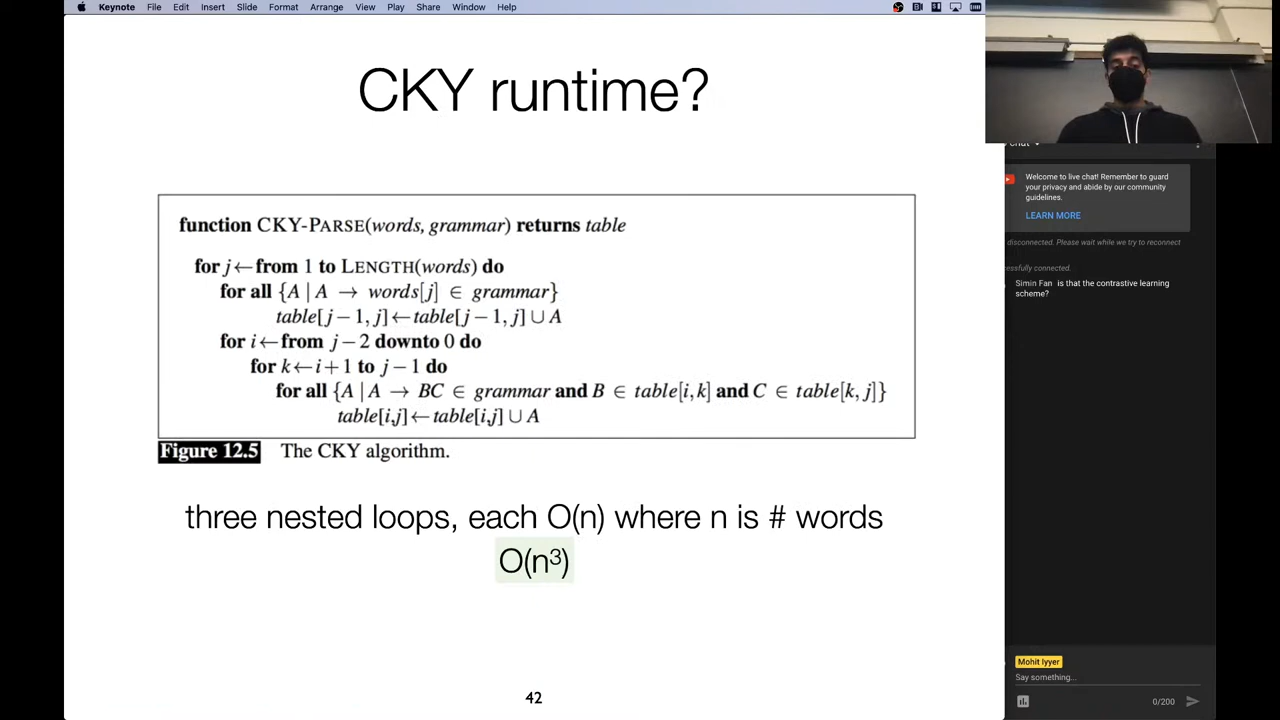 Keynote File Edit Insert Slide Format Arrange View Play Share Window Help
CKY runtime?
function CKY-PARSE(words, grammar) returns table
for j ← from 1 to LENGTH(words) do
for all {A | A → words[j] ∈ grammar}
table[j − 1, j] ← table[j − 1, j] ∪ A
for i ← from j − 2 downto 0 do
for k ← i + 1 to j − 1 do
for all {A | A → BC ∈ grammar and B ∈ table[i,k] and C ∈ table[k, j]}
table[i,j] ← table[i,j] ∪ A
Figure 12.5 The CKY algorithm.
three nested loops, each O(n) where n is # words
O(n³)
42
Welcome to live chat! Remember to guard
your privacy and abide by our community
guidelines.
LEARN MORE
disconnected. Please wait while we try to reconnect
connected.
Simin Fan is that the contrastive learning
scheme?
Mohit Iyyer
Say something...
0/200